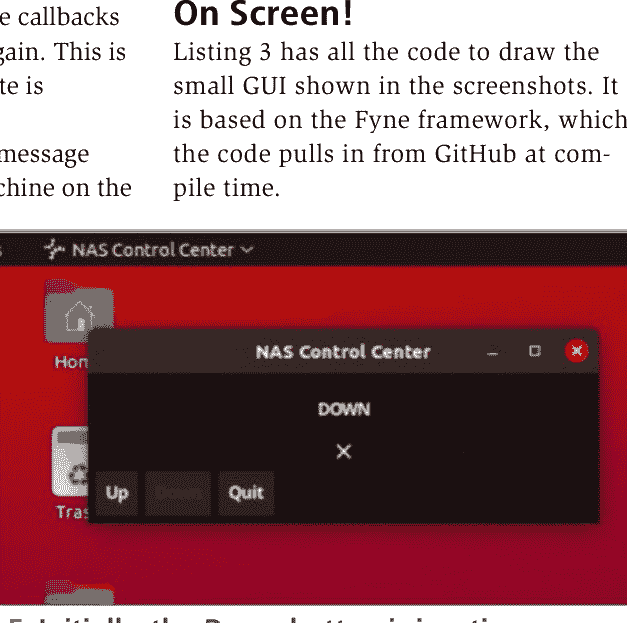 e callbacks
gain. This is
te is
message
chine on the
On Screen!
Listing 3 has all the code to draw the
small GUI shown in the screenshots. It
is based on the Fyne framework, which
the code pulls in from GitHub at com-
pile time.
NAS Control Center
Hom
NAS Control Center
DOWN
Up Down Quit
Tras